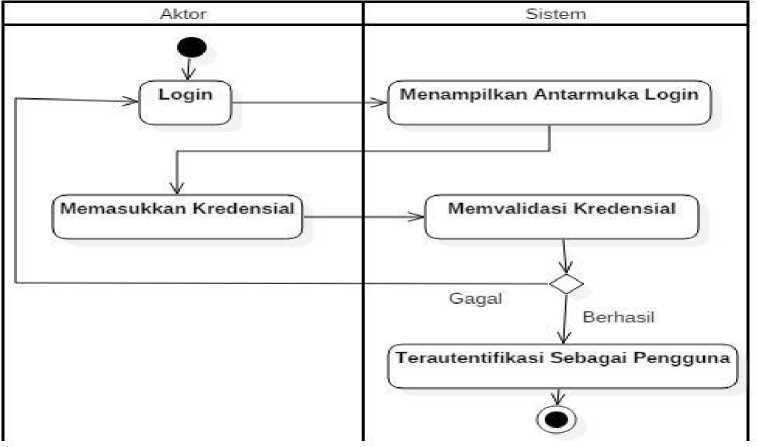 Aktor
Sistem
Login
Menampilkan Antarmuka Login
Memasukkan Kredensial
Memvalidasi Kredensial
Gagal
Berhasil
Terautentifikasi Sebagai Pengguna